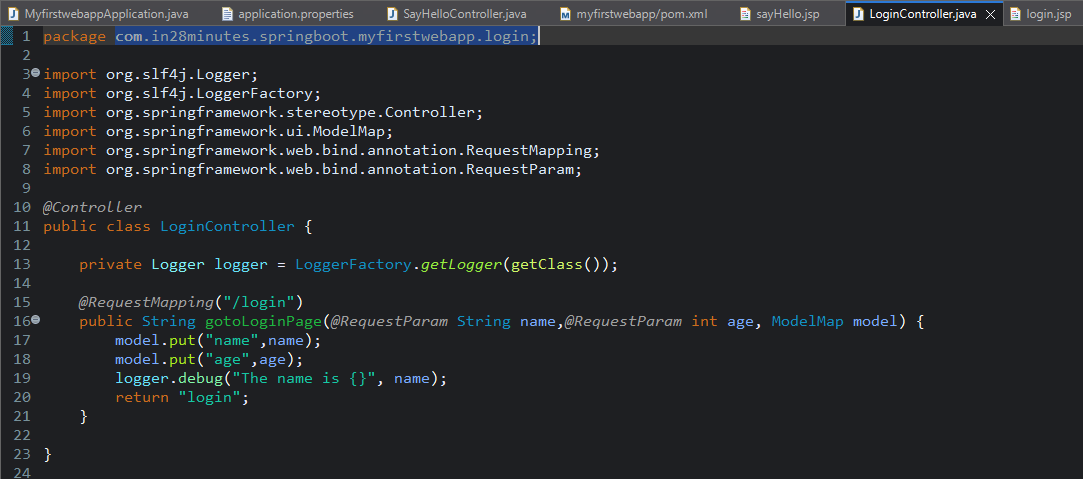 MyfirstwebappApplication.java application.properties SayHelloController.java myfirstwebapp/pom.xml sayHello.jsp LoginController.java login.jsp
1 package com.in28minutes.springboot.myfirstwebapp.login;
2
3 import org.slf4j.Logger;
4 import org.slf4j.LoggerFactory;
5 import org.springframework.stereotype.Controller;
6 import org.springframework.ui.ModelMap;
7 import org.springframework.web.bind.annotation.RequestMapping;
8 import org.springframework.web.bind.annotation.RequestParam;
9
10 @Controller
11 public class LoginController {
12
13     private Logger logger = LoggerFactory.getLogger(getClass());
14
15     @RequestMapping("/login")
16     public String gotoLoginPage(@RequestParam String name,@RequestParam int age, ModelMap model) {
17         model.put("name",name);
18         model.put("age",age);
19         logger.debug("The name is {}", name);
20         return "login";
21     }
22
23 }
24